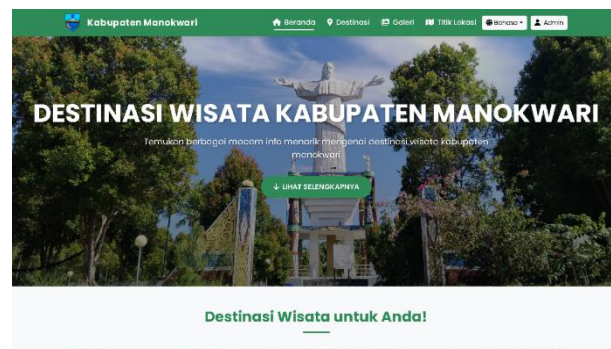 Kabupaten Manokwari
Beranda Destinasi Galeri Titik Lokasi Bahasa Admin
DESTINASI WISATA KABUPATEN MANOKWARI
Temukan berbagai macam info menarik mengenai destinasi wisata kabupaten
manokwari
LIHAT SELENGKAPNYA
Destinasi Wisata untuk Anda!